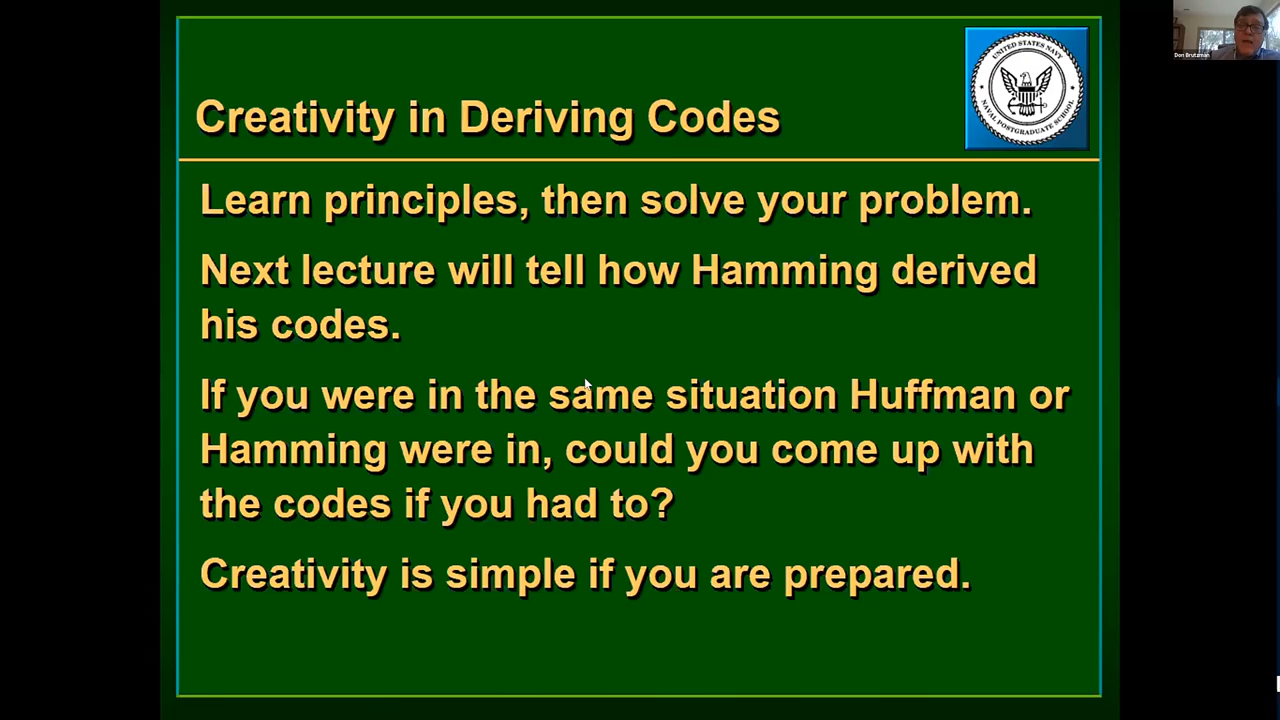 Creativity in Deriving Codes
UNITED STATES NAVY
NAVAL POSTGRADUATE SCHOOL
Learn principles, then solve your problem.
Next lecture will tell how Hamming derived
his codes.
If you were in the same situation Huffman or
Hamming were in, could you come up with
the codes if you had to?
Creativity is simple if you are prepared.
Don Brutzman